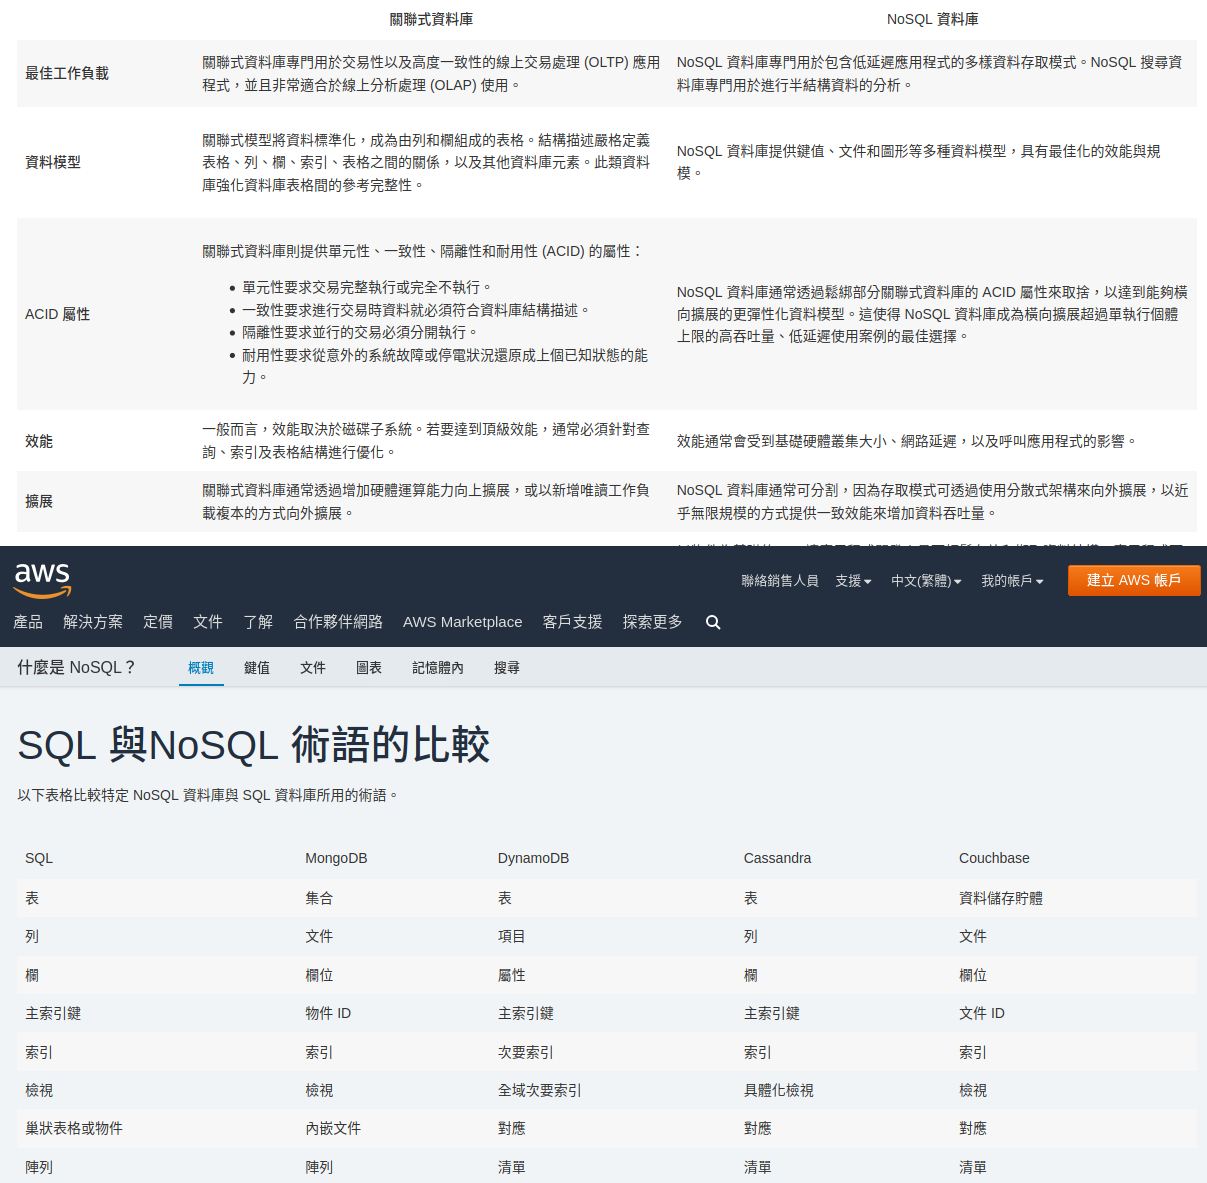 關聯式資料庫 NoSQL 資料庫
最佳工作負載
關聯式資料庫專門用於交易性以及高度一致性的線上交易處理 (OLTP) 應用
程式，並且非常適合於線上分析處理 (OLAP) 使用。
NoSQL 資料庫專門用於包含低延遲應用程式的多樣資料存取模式。NoSQL 搜尋資
料庫專門用於進行半結構資料的分析。
資料模型
關聯式模型將資料標準化，成為由列和欄組成的表格。結構描述嚴格定義
表格、列、欄、索引、表格之間的關係，以及其他資料庫元素。此類資料
庫強化資料庫表格間的參考完整性。
NoSQL 資料庫提供鍵值、文件和圖形等多種資料模型，具有最佳化的效能與規
模。
ACID 屬性
關聯式資料庫則提供單元性、一致性、隔離性和耐用性 (ACID) 的屬性：
• 單元性要求交易完整執行或完全不執行。
• 一致性要求進行交易時資料就必須符合資料庫結構描述。
• 隔離性要求並行的交易必須分開執行。
• 耐用性要求從意外的系統故障或停電狀況還原成上個已知狀態的能
力。
NoSQL 資料庫通常透過鬆綁部分關聯式資料庫的 ACID 屬性來取捨，以達到能夠橫
向擴展的更彈性化資料模型。這使得 NoSQL 資料庫成為橫向擴展超過單執行個體
上限的高吞吐量、低延遲使用案例的最佳選擇。
效能
一般而言，效能取決於磁碟子系統。若要達到頂級效能，通常必須針對查
詢、索引及表格結構進行優化。
效能通常會受到基礎硬體叢集大小、網路延遲，以及呼叫應用程式的影響。
擴展
關聯式資料庫通常透過增加硬體運算能力向上擴展，或以新增唯讀工作負
載複本的方式向外擴展。
NoSQL 資料庫通常可分割，因為存取模式可透過使用分散式架構來向外擴展，以近
乎無限規模的方式提供一致效能來增加資料吞吐量。
aws
聯絡銷售人員 支援 中文(繁體) 我的帳戶 建立 AWS 帳戶
產品 解決方案 定價 文件 了解 合作夥伴網路 AWS Marketplace 客戶支援 探索更多
什麼是 NoSQL？ 概觀 鍵值 文件 圖表 記憶體內 搜尋
SQL 與NoSQL 術語的比較
以下表格比較特定 NoSQL 資料庫與 SQL 資料庫所用的術語。
SQL MongoDB DynamoDB Cassandra Couchbase
表 集合 表 表 資料儲存貯體
列 文件 項目 列 文件
欄 欄位 屬性 欄 欄位
主索引鍵 物件 ID 主索引鍵 主索引鍵 文件 ID
索引 索引 次要索引 索引 索引
檢視 檢視 全域次要索引 具體化檢視 檢視
巢狀表格或物件 內嵌文件 對應 對應 對應
陣列 陣列 清單 清單 清單